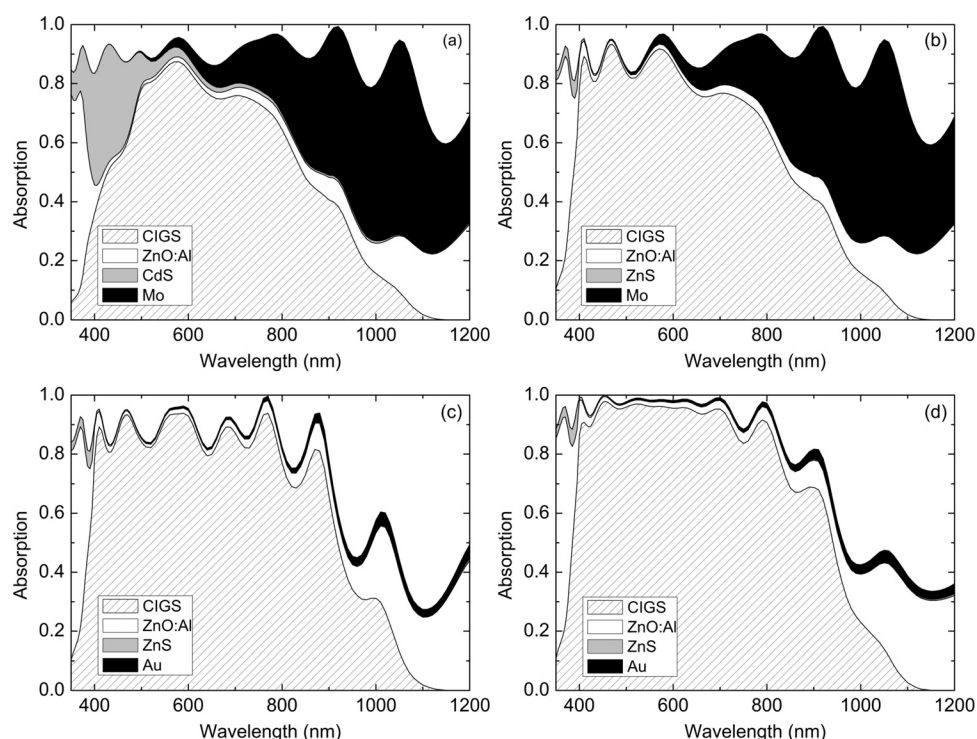 (a)
Absorption
1.0
0.8
0.6
0.4
0.2
0.0
CIGS
ZnO:Al
CdS
Mo
400 600 800 1000 1200
Wavelength (nm)
(b)
Absorption
1.0
0.8
0.6
0.4
0.2
0.0
CIGS
ZnO:Al
ZnS
Mo
400 600 800 1000 1200
Wavelength (nm)
(c)
Absorption
1.0
0.8
0.6
0.4
0.2
0.0
CIGS
ZnO:Al
ZnS
Au
400 600 800 1000 1200
Wavelength (nm)
(d)
Absorption
1.0
0.8
0.6
0.4
0.2
0.0
CIGS
ZnO:Al
ZnS
Au
400 600 800 1000 1200
Wavelength (nm)